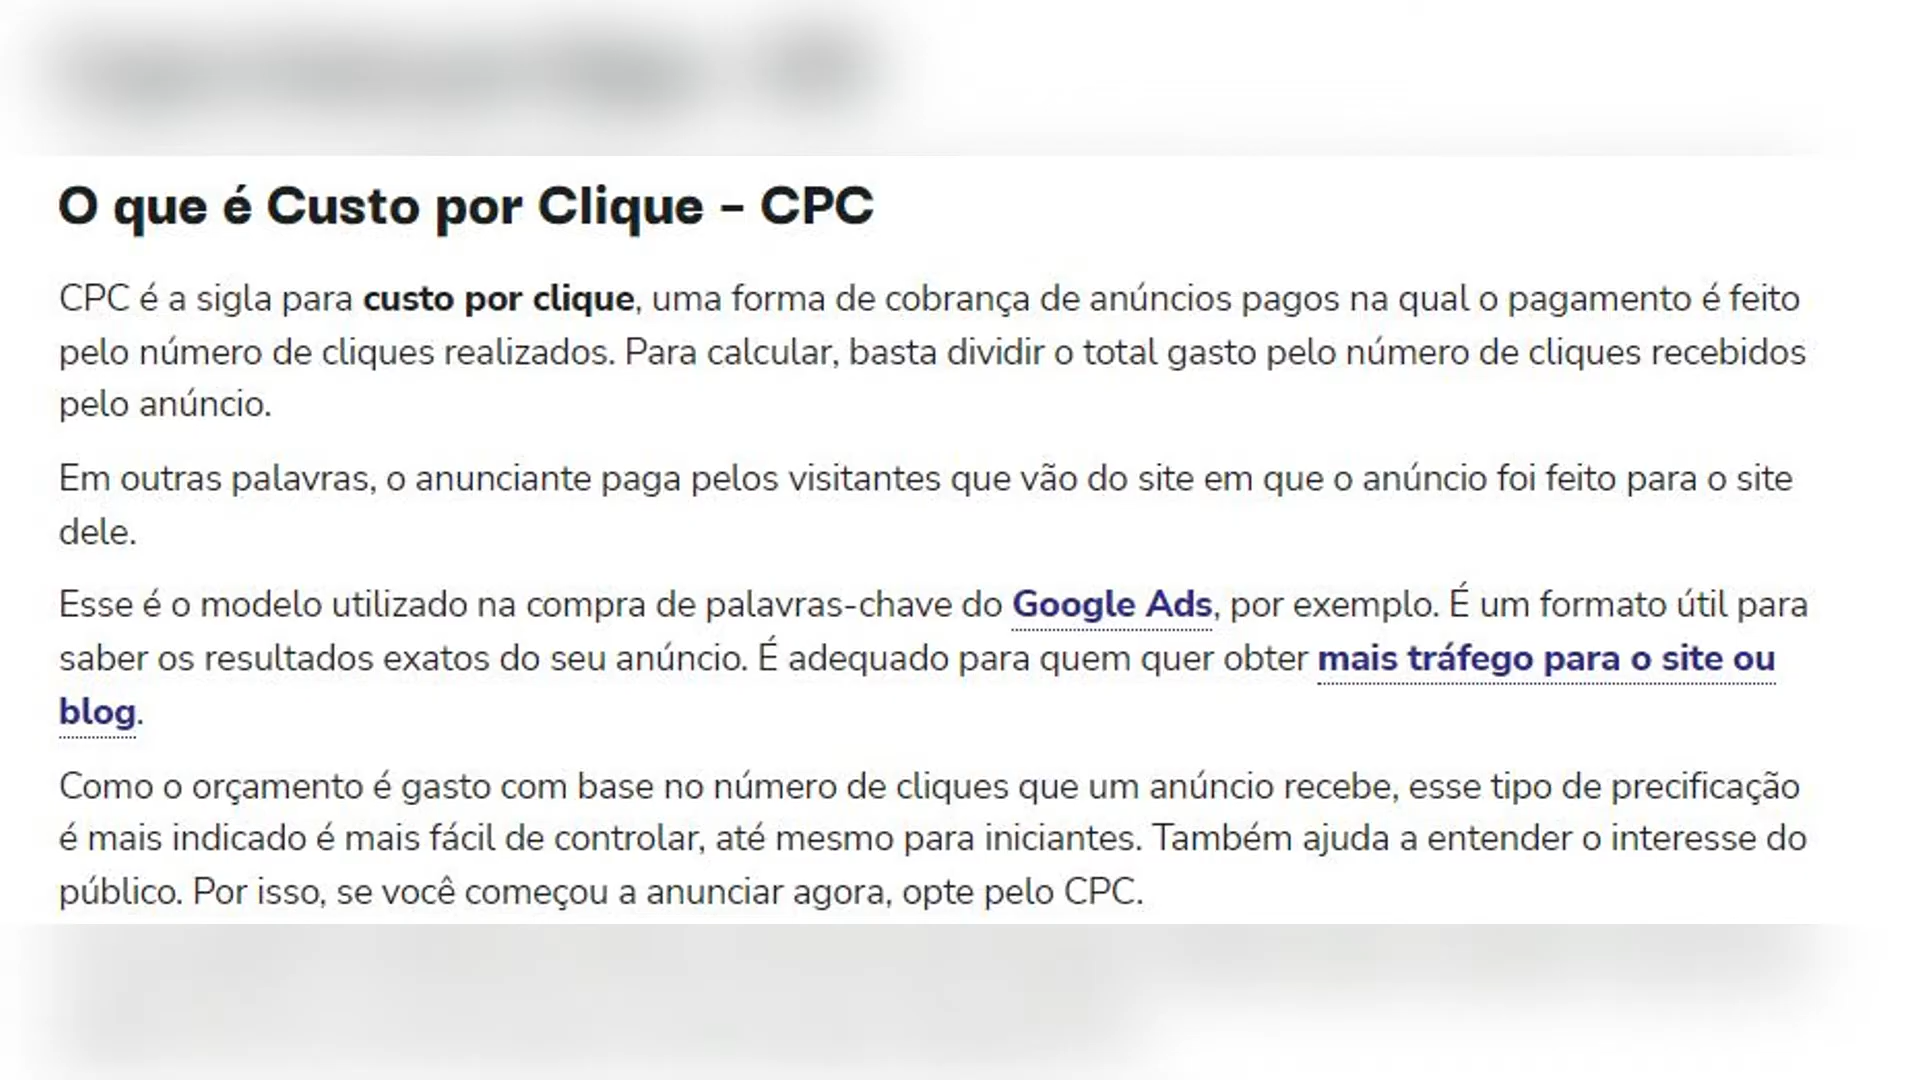 O que é Custo por Clique - CPC
CPC é a sigla para custo por clique, uma forma de cobrança de anúncios pagos na qual o pagamento é feito
pelo número de cliques realizados. Para calcular, basta dividir o total gasto pelo número de cliques recebidos
pelo anúncio.
Em outras palavras, o anunciante paga pelos visitantes que vão do site em que o anúncio foi feito para o site
dele.
Esse é o modelo utilizado na compra de palavras-chave do Google Ads, por exemplo. É um formato útil para
saber os resultados exatos do seu anúncio. É adequado para quem quer obter mais tráfego para o site ou
blog.
Como o orçamento é gasto com base no número de cliques que um anúncio recebe, esse tipo de precificação
é mais indicado é mais fácil de controlar, até mesmo para iniciantes. Também ajuda a entender o interesse do
público. Por isso, se você começou a anunciar agora, opte pelo CPC.